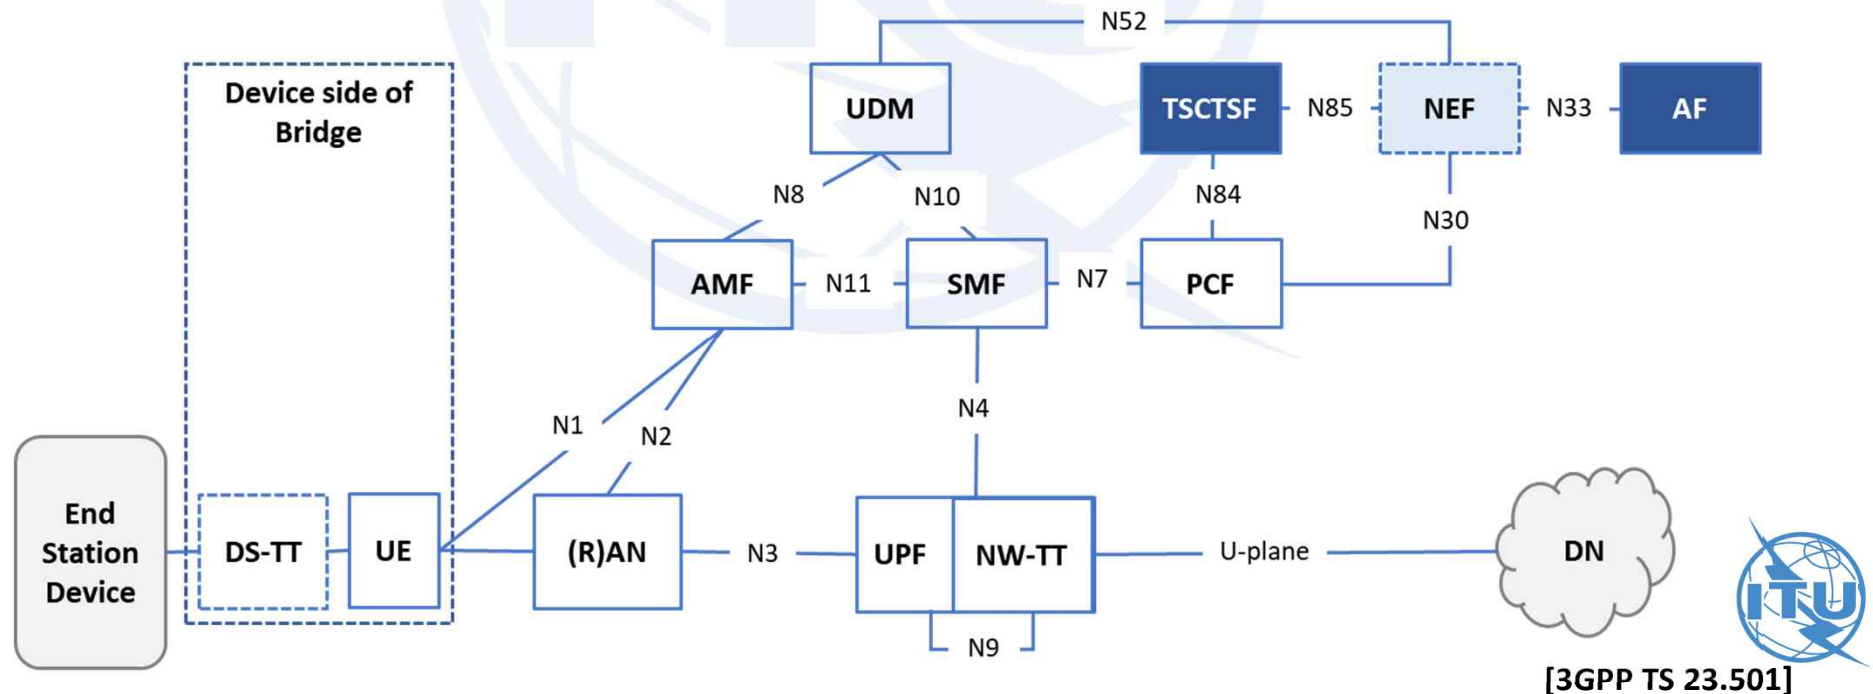 N52
Device side of
Bridge
UDM
TSCTSF
N85
NEF
N33
AF
N8
N10
N84
N30
AMF
N11
SMF
N7
PCF
N1
N2
N4
End
Station
Device
DS-TT
UE
(R)AN
N3
UPF
NW-TT
U-plane
DN
N9
ITU
[3GPP TS 23.501]